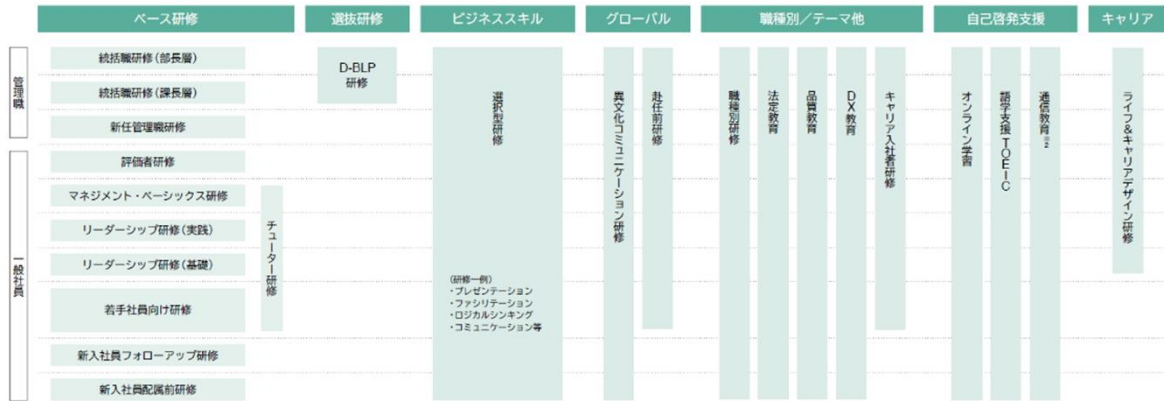 ベース研修
選抜研修
ビジネススキル
グローバル
職種別／テーマ他
自己啓発支援
キャリア
管理職
統括職研修(部長層)
統括職研修(課長層)
新任管理職研修
一般社員
評価者研修
マネジメント・ベーシックス研修
リーダーシップ研修(実践)
リーダーシップ研修(基礎)
若手社員向け研修
新入社員フォローアップ研修
新入社員配属前研修
チューター研修
D-BLP
研修
選択型研修
(研修一例)
・プレゼンテーション
・ファシリテーション
・ロジカルシンキング
・コミュニケーション等
異文化コミュニケーション研修
赴任前研修
職種別研修
法定教育
品質教育
DX教育
キャリア入社者研修
オンライン学習
語学支援TOEIC
通信教育※2
ライフ&キャリアデザイン研修